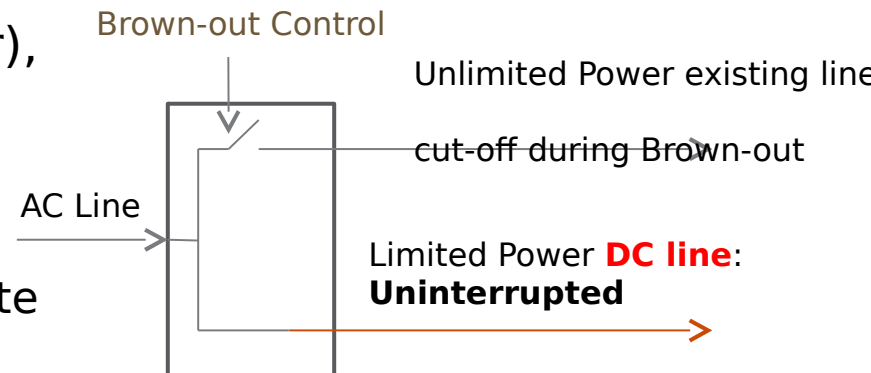 Brown-out Control
r),
Unlimited Power existing line
cut-off during Brown-out
AC Line
Limited Power DC line:
Uninterrupted
te